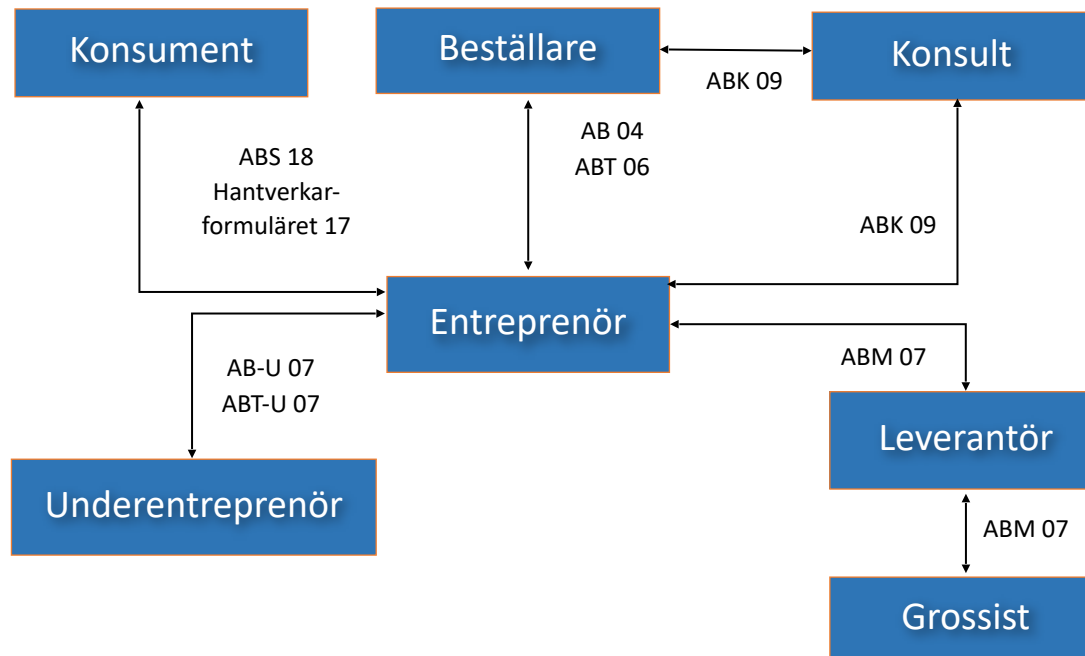 Konsument
Beställare
Konsult
ABK 09
AB 04
ABT 06
ABS 18
Hantverkar-
formuläret 17
ABK 09
Entreprenör
ABM 07
AB-U 07
ABT-U 07
Leverantör
Underentreprenör
ABM 07
Grossist